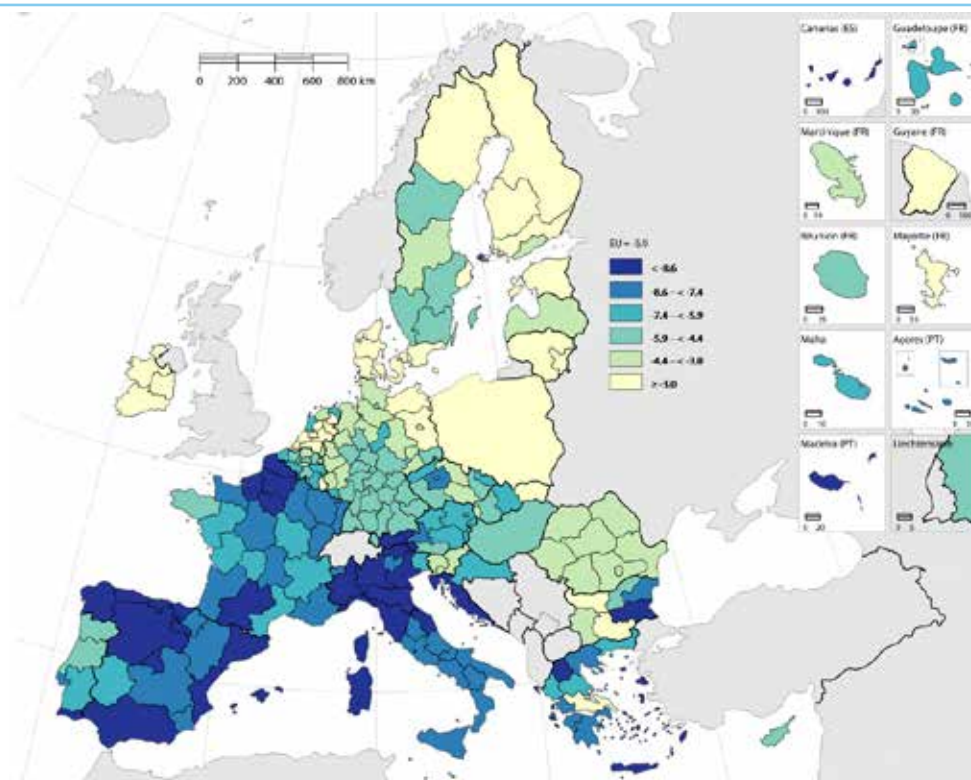 0 200 400 600 800 km
Canarias (ES)
Guadeloupe (FR)
Martinique (FR)
Guyane (FR)
Réunion (FR)
Mayotte (FR)
Malta
Açores (PT)
Madeira (PT)
Liechtenstein
EU = -5.9
< -8.6
-8.6 – < -7.4
-7.4 – < -5.9
-5.9 – < -4.4
-4.4 – < -3.0
≥ -3.0